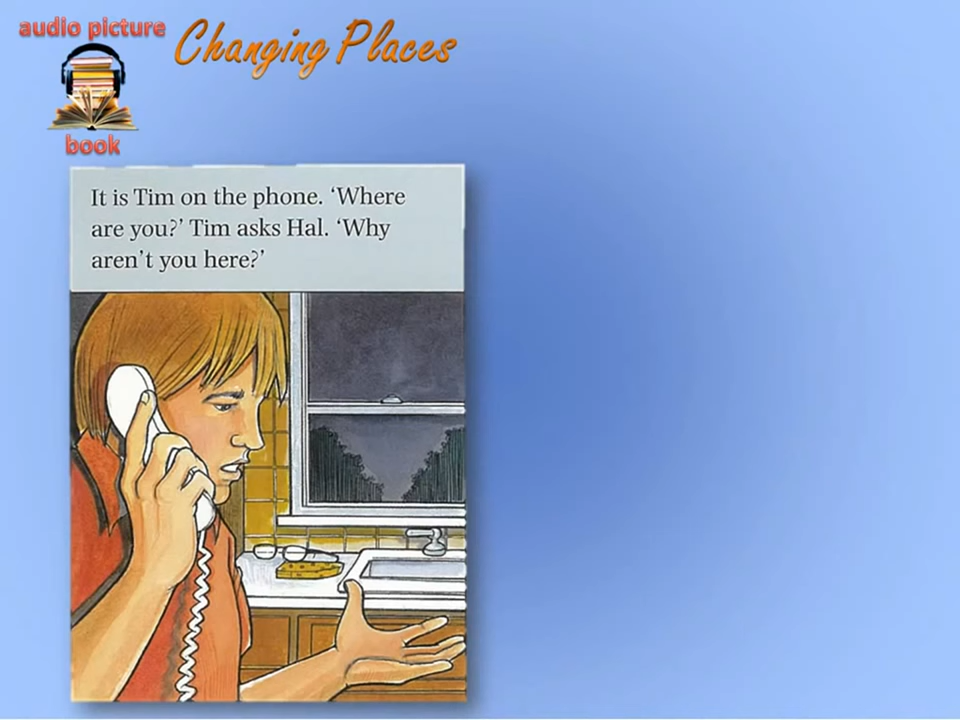 audio picture
book
Changing Places
It is Tim on the phone. ‘Where
are you?’ Tim asks Hal. ‘Why
aren’t you here?’